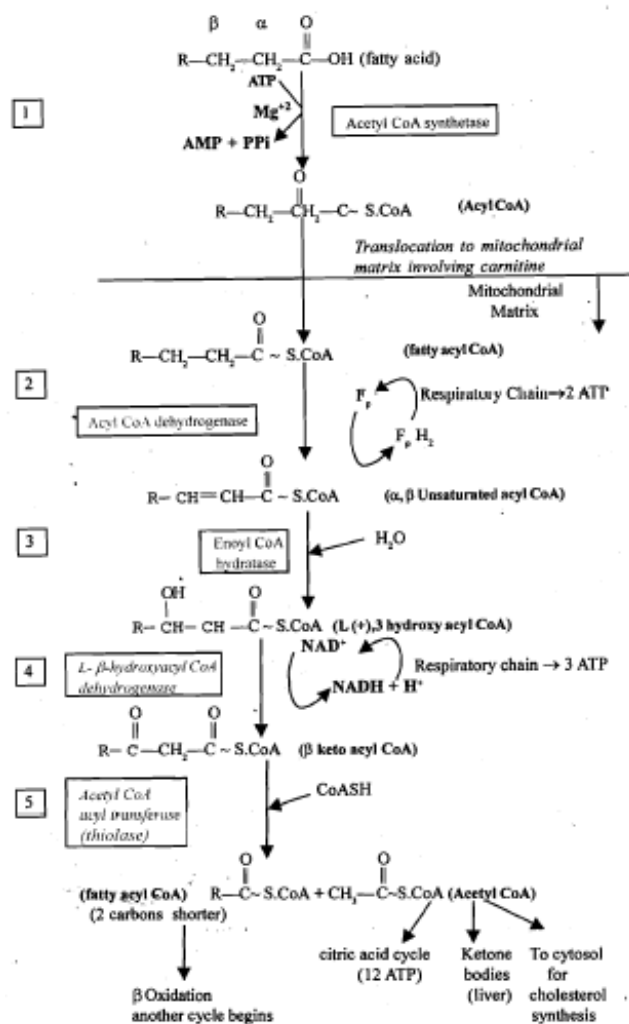 β α O
R—CH₂—CH₂—C—OH (fatty acid)
ATP
1
Mg⁺²
Acetyl CoA synthetase
AMP + PPi
O
R—CH₂—CH₂—C~ S.CoA (Acyl CoA)
Translocation to mitochondrial
matrix involving carnitine
Mitochondrial
Matrix
O
R—CH₂—CH₂—C ~ S.CoA (fatty acyl CoA)
2
Fp Respiratory Chain→2 ATP
Acyl CoA dehydrogenase
Fp H₂
O
R— CH=CH—C ~S.CoA (α, β Unsaturated acyl CoA)
3
Enoyl CoA
hydratase
H₂O
OH O
R—CH—CH —C~S.CoA (L (+),3 hydroxy acyl CoA)
NAD⁺
4
L- β-hydroxyacyl CoA
dehydrogenase
Respiratory chain → 3 ATP
NADH + H⁺
O O
R—C—CH₂—C~S.CoA (β keto acyl CoA)
5
Acetyl CoA
acyl transferase
(thiolase)
CoASH
O O
(fatty acyl CoA) R—C~S.CoA + CH₃—C~S.CoA (Acetyl CoA)
(2 carbons shorter)
citric acid cycle
(12 ATP)
Ketone
bodies
(liver)
To cytosol
for
cholesterol
synthesis
β Oxidation
another cycle begins